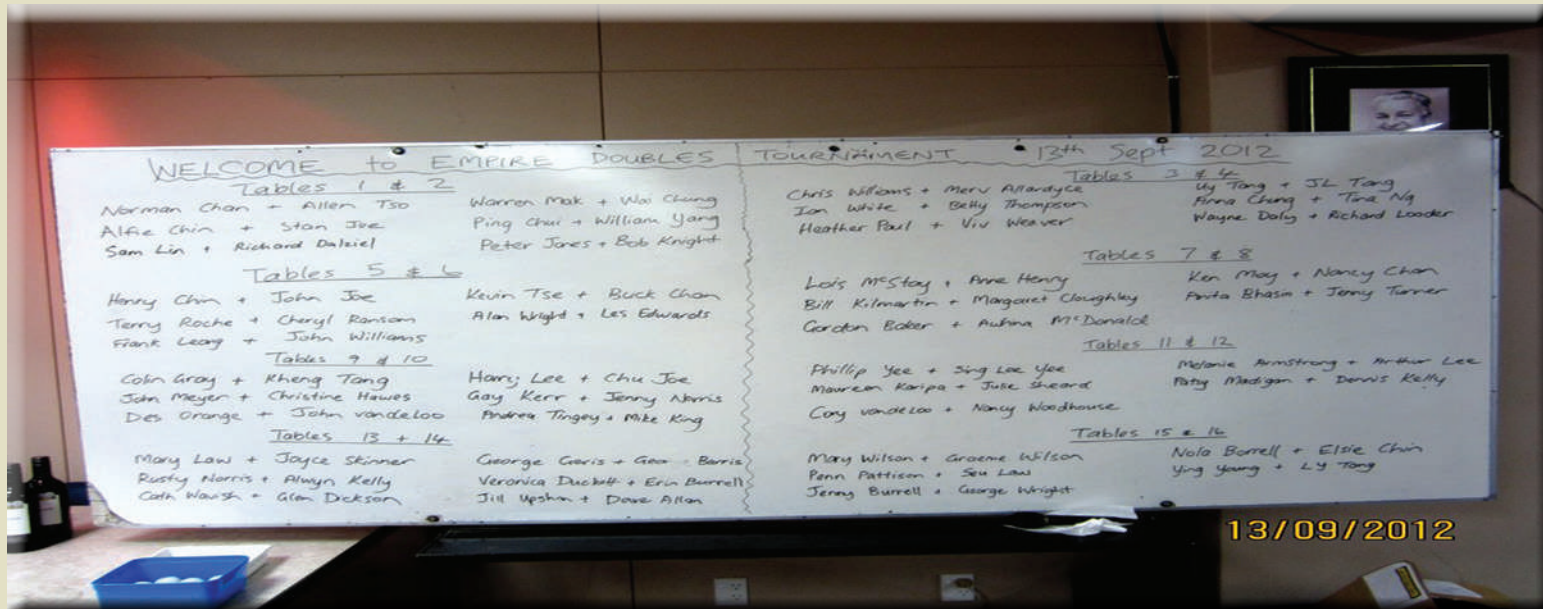 WELCOME to EMPIRE DOUBLES TOURNAMENT 13th Sept 2012
Tables 1 & 2
Norman Chan + Allen Tso
Alfie Chin + Stan Joe
Sam Lin + Richard Dalziel
Warren Mak + Wai Chung
Ping Chui + William Yang
Peter Jones + Bob Knight
Tables 3 & 4
Chris Williams + Merv Allardyce
Ian White + Betty Thompson
Heather Paul + Viv Weaver
Uy Tang + JL Tang
Anna Chung + Tina Ng
Wayne Daly + Richard Loader
Tables 5 & 6
Henry Chin + John Joe
Terry Roche + Cheryl Ransom
Frank Leong + John Williams
Kevin Tse + Buck Chan
Alan Wright + Les Edwards
Tables 7 & 8
Lois McStay + Anne Henry
Bill Kilmartin + Margaret Cloughley
Gordon Baker + McDonald
Ken May + Nancy Chan
Anita Bhasin + Jenny Turner
Tables 9 & 10
Colin Gray + Kheng Tang
John Meyer + Christine Hawes
Des Orange + John vandeloo
Harry Lee + Chu Joe
Gay Kerr + Jenny Norris
Andrea Tingey + Mike King
Tables 11 & 12
Phillip Yee + Sing Lee Yee
Maureen Karipa + Julie Sheard
Cory vandeloo + Nancy Woodhouse
Melanie Armstrong + Arthur Lee
Patsy Madigan + Dennis Kelly
Tables 13 + 14
Mary Law + Joyce Skinner
Rusty Norris + Alwyn Kelly
Cath Wavish + Glen Dickson
George Garis + Geo Barris
Veronica Duckett + Erin Burrell
Jill Upshon + Dave Allan
Tables 15 & 16
Mary Wilson + Graeme Wilson
Penn Pattison + Seu Law
Jenny Burrell + George Wright
Nola Borrell + Elsie Chin
Ying Young + LY Tang
13/09/2012